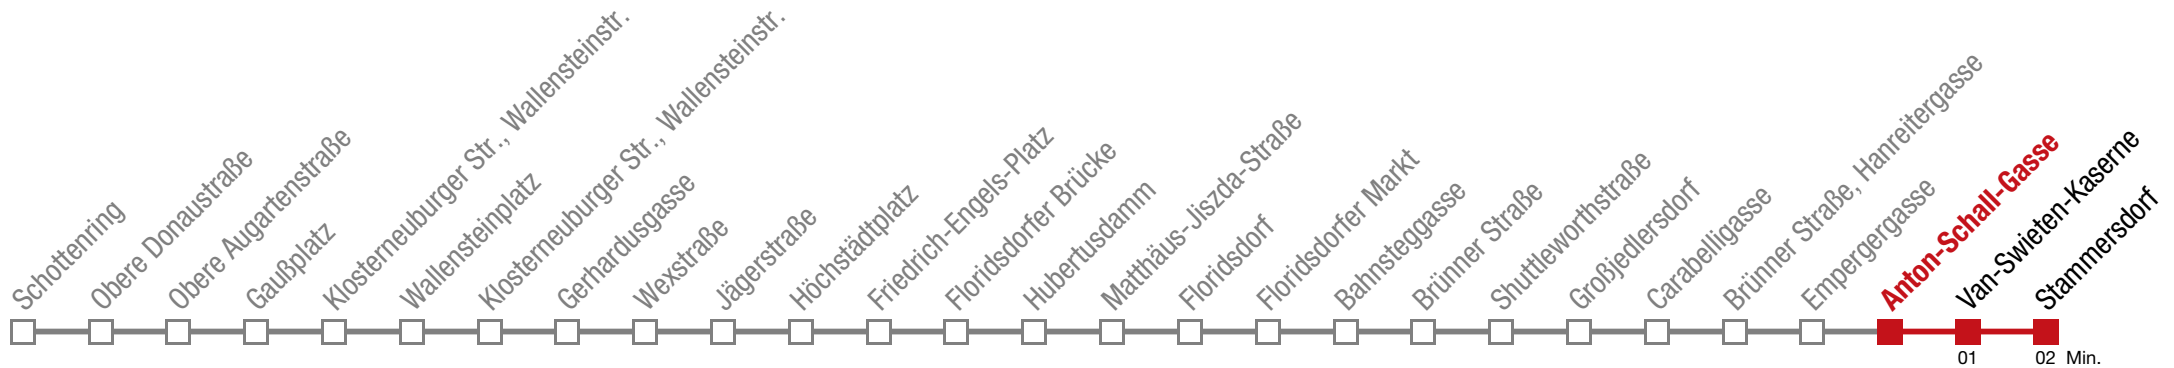 Schottenring
Obere Donaustraße
Obere Augartenstraße
Gaußplatz
Klosterneuburger Str., Wallensteinstr.
Wallensteinplatz
Klosterneuburger Str., Wallensteinstr.
Gerhardusgasse
Wexstraße
Jägerstraße
Höchstädtplatz
Friedrich-Engels-Platz
Floridsdorfer Brücke
Hubertusdamm
Matthäus-Jiszda-Straße
Floridsdorf
Floridsdorfer Markt
Bahnsteggasse
Brünner Straße
Shuttleworthstraße
Großjedlersdorf
Carabelligasse
Brünner Straße, Hanreitergasse
Empergergasse
Anton-Schall-Gasse
Van-Swieten-Kaserne
Stammersdorf
01 02 Min.